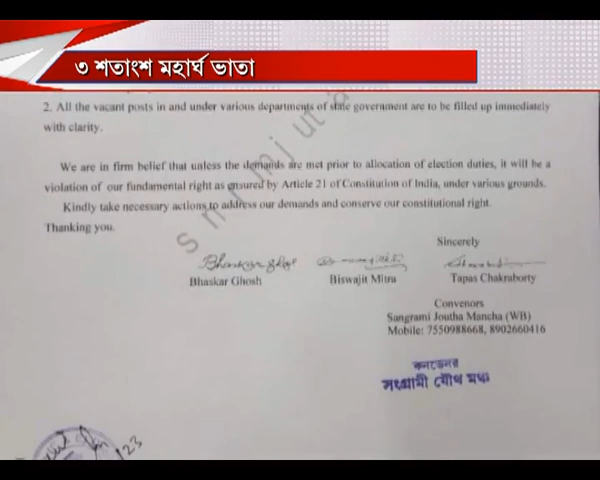 ৩ শতাংশ মহার্ঘ ভাতা
2. All the vacant posts in and under various departments of state government are to be filled up immediately
with clarity.
We are in firm belief that unless the demands are met prior to allocation of election duties, it will be a
violation of our fundamental right as ensured by Article 21 of Constitution of India, under various grounds.
Kindly take necessary actions to address our demands and conserve our constitutional right.
Thanking you.
Sincerely
Bhaskar Ghosh
Bhaskar Ghosh Biswajit Mitra Tapas Chakraborty
Convenors
Sangrami Joutha Mancha (WB)
Mobile: 7550988668, 8902660416
কনভেনর
সংগ্রামী যৌথ মঞ্চ